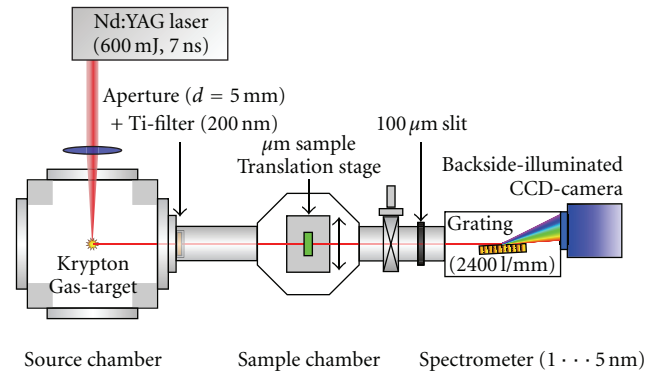 Nd:YAG laser
(600 mJ, 7 ns)
Aperture (d = 5 mm)
+ Ti-filter (200 nm)
μm sample
Translation stage
100 μm slit
Backside-illuminated
CCD-camera
Grating
(2400 l/mm)
Krypton
Gas-target
Source chamber
Sample chamber
Spectrometer (1 · · · 5 nm)